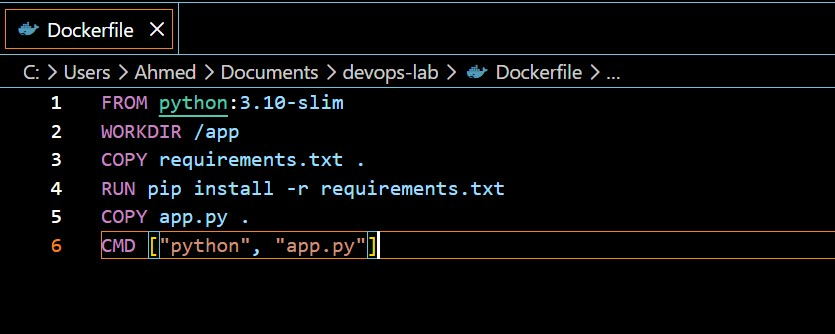 Dockerfile
C: > Users > Ahmed > Documents > devops-lab > Dockerfile > ...
1 FROM python:3.10-slim
2 WORKDIR /app
3 COPY requirements.txt .
4 RUN pip install -r requirements.txt
5 COPY app.py .
6 CMD ["python", "app.py"]